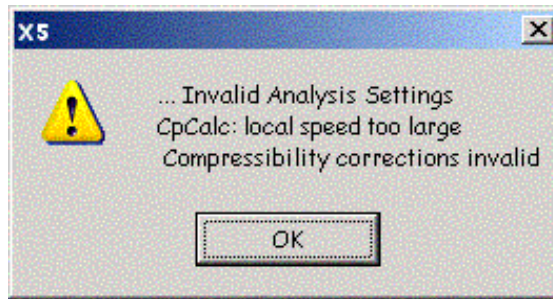 X5
... Invalid Analysis Settings
CpCalc: local speed too large
Compressibility corrections invalid
OK